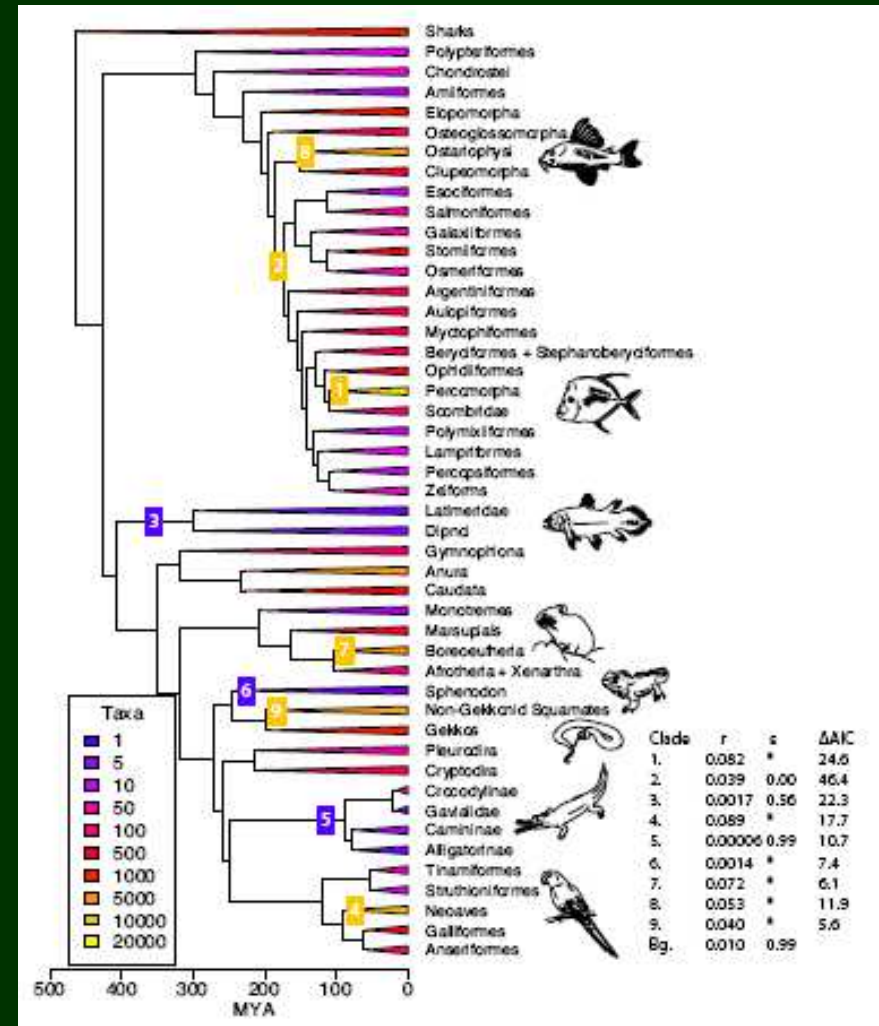 Sharks
Polypteriformes
Chondrostei
Amiiformes
Elopomorpha
Osteoglossomorpha
8
Ostariophysi
Clupeomorpha
Esociformes
Salmoniformes
Galaxiiformes
Stomiiformes
2
Osmeriformes
Argentiniformes
Aulopiformes
Myctophiformes
Beryciformes + Stephanoberyciformes
Ophidiiformes
1
Percomorpha
Scombridae
Polymixiiformes
Lampriformes
Percopsiformes
Zeiforms
Latimeridae
3
Dipnoi
Gymnophiona
Anura
Caudata
Monotremes
Marsupials
7
Boreoeutheria
Afrotheria + Xenarthra
6
Sphenodon
9
Non-Gekkonid Squamates
Gekkos
Pleurodira
Cryptodira
Crocodylinae
Gavialidae
5
Caimininae
Alligatorinae
Tinamiformes
Struthioniformes
4
Neoaves
Galliformes
Anseriformes
Taxa
1
5
10
50
100
500
1000
5000
10000
20000
500 400 300 200 100 0
MYA
Clade r ε ΔAIC
1. 0.082 * 24.6
2. 0.039 0.00 46.4
3. 0.0017 0.56 22.3
4. 0.089 * 17.7
5. 0.00006 0.99 10.7
6. 0.0014 * 7.4
7. 0.072 * 6.1
8. 0.053 * 11.9
9. 0.040 * 5.6
Bg. 0.010 0.99